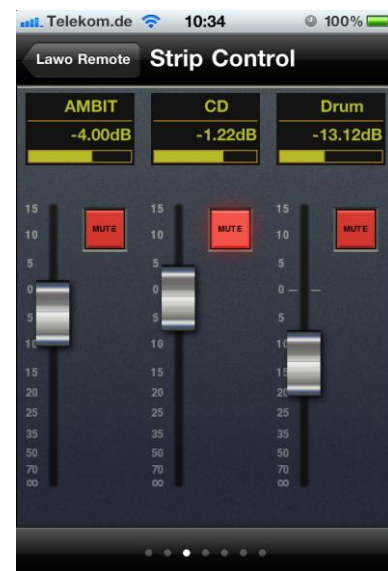 Telekom.de 10:34 100%
Lawo Remote Strip Control
AMBIT CD Drum
-4.00dB -1.22dB -13.12dB
15 MUTE 15 MUTE 15 MUTE
10 10 10
5 5 5
0 0 0
5 5 5
10 10 10
15 15 15
20 20 20
25 25 25
35 35 35
50 50 50
70 70 70
∞ ∞ ∞